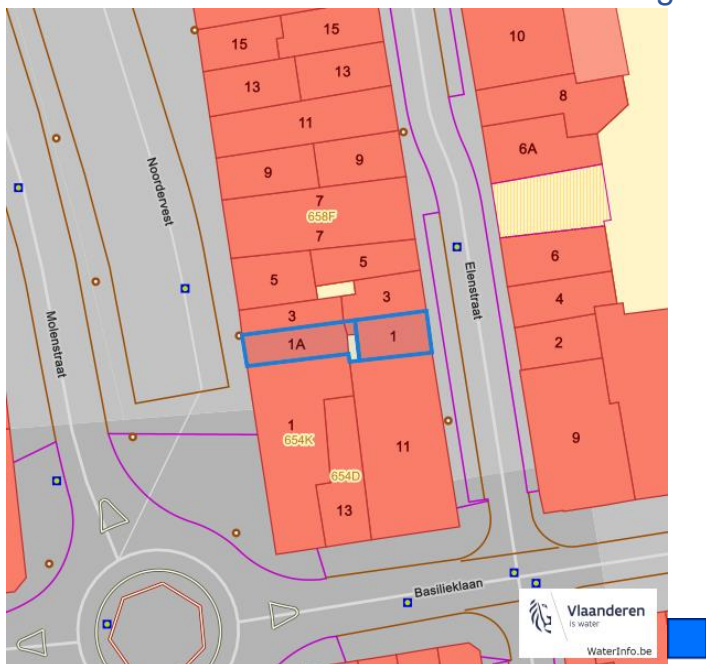 g
15
15
10
13
13
8
11
6A
9
9
Noordervest
7
658F
7
6
5
5
Elenstraat
4
3
3
Molenstraat
1A
1
2
1
654K
11
9
654D
13
Basilieklaan
Vlaanderen
is water
WaterInfo.be